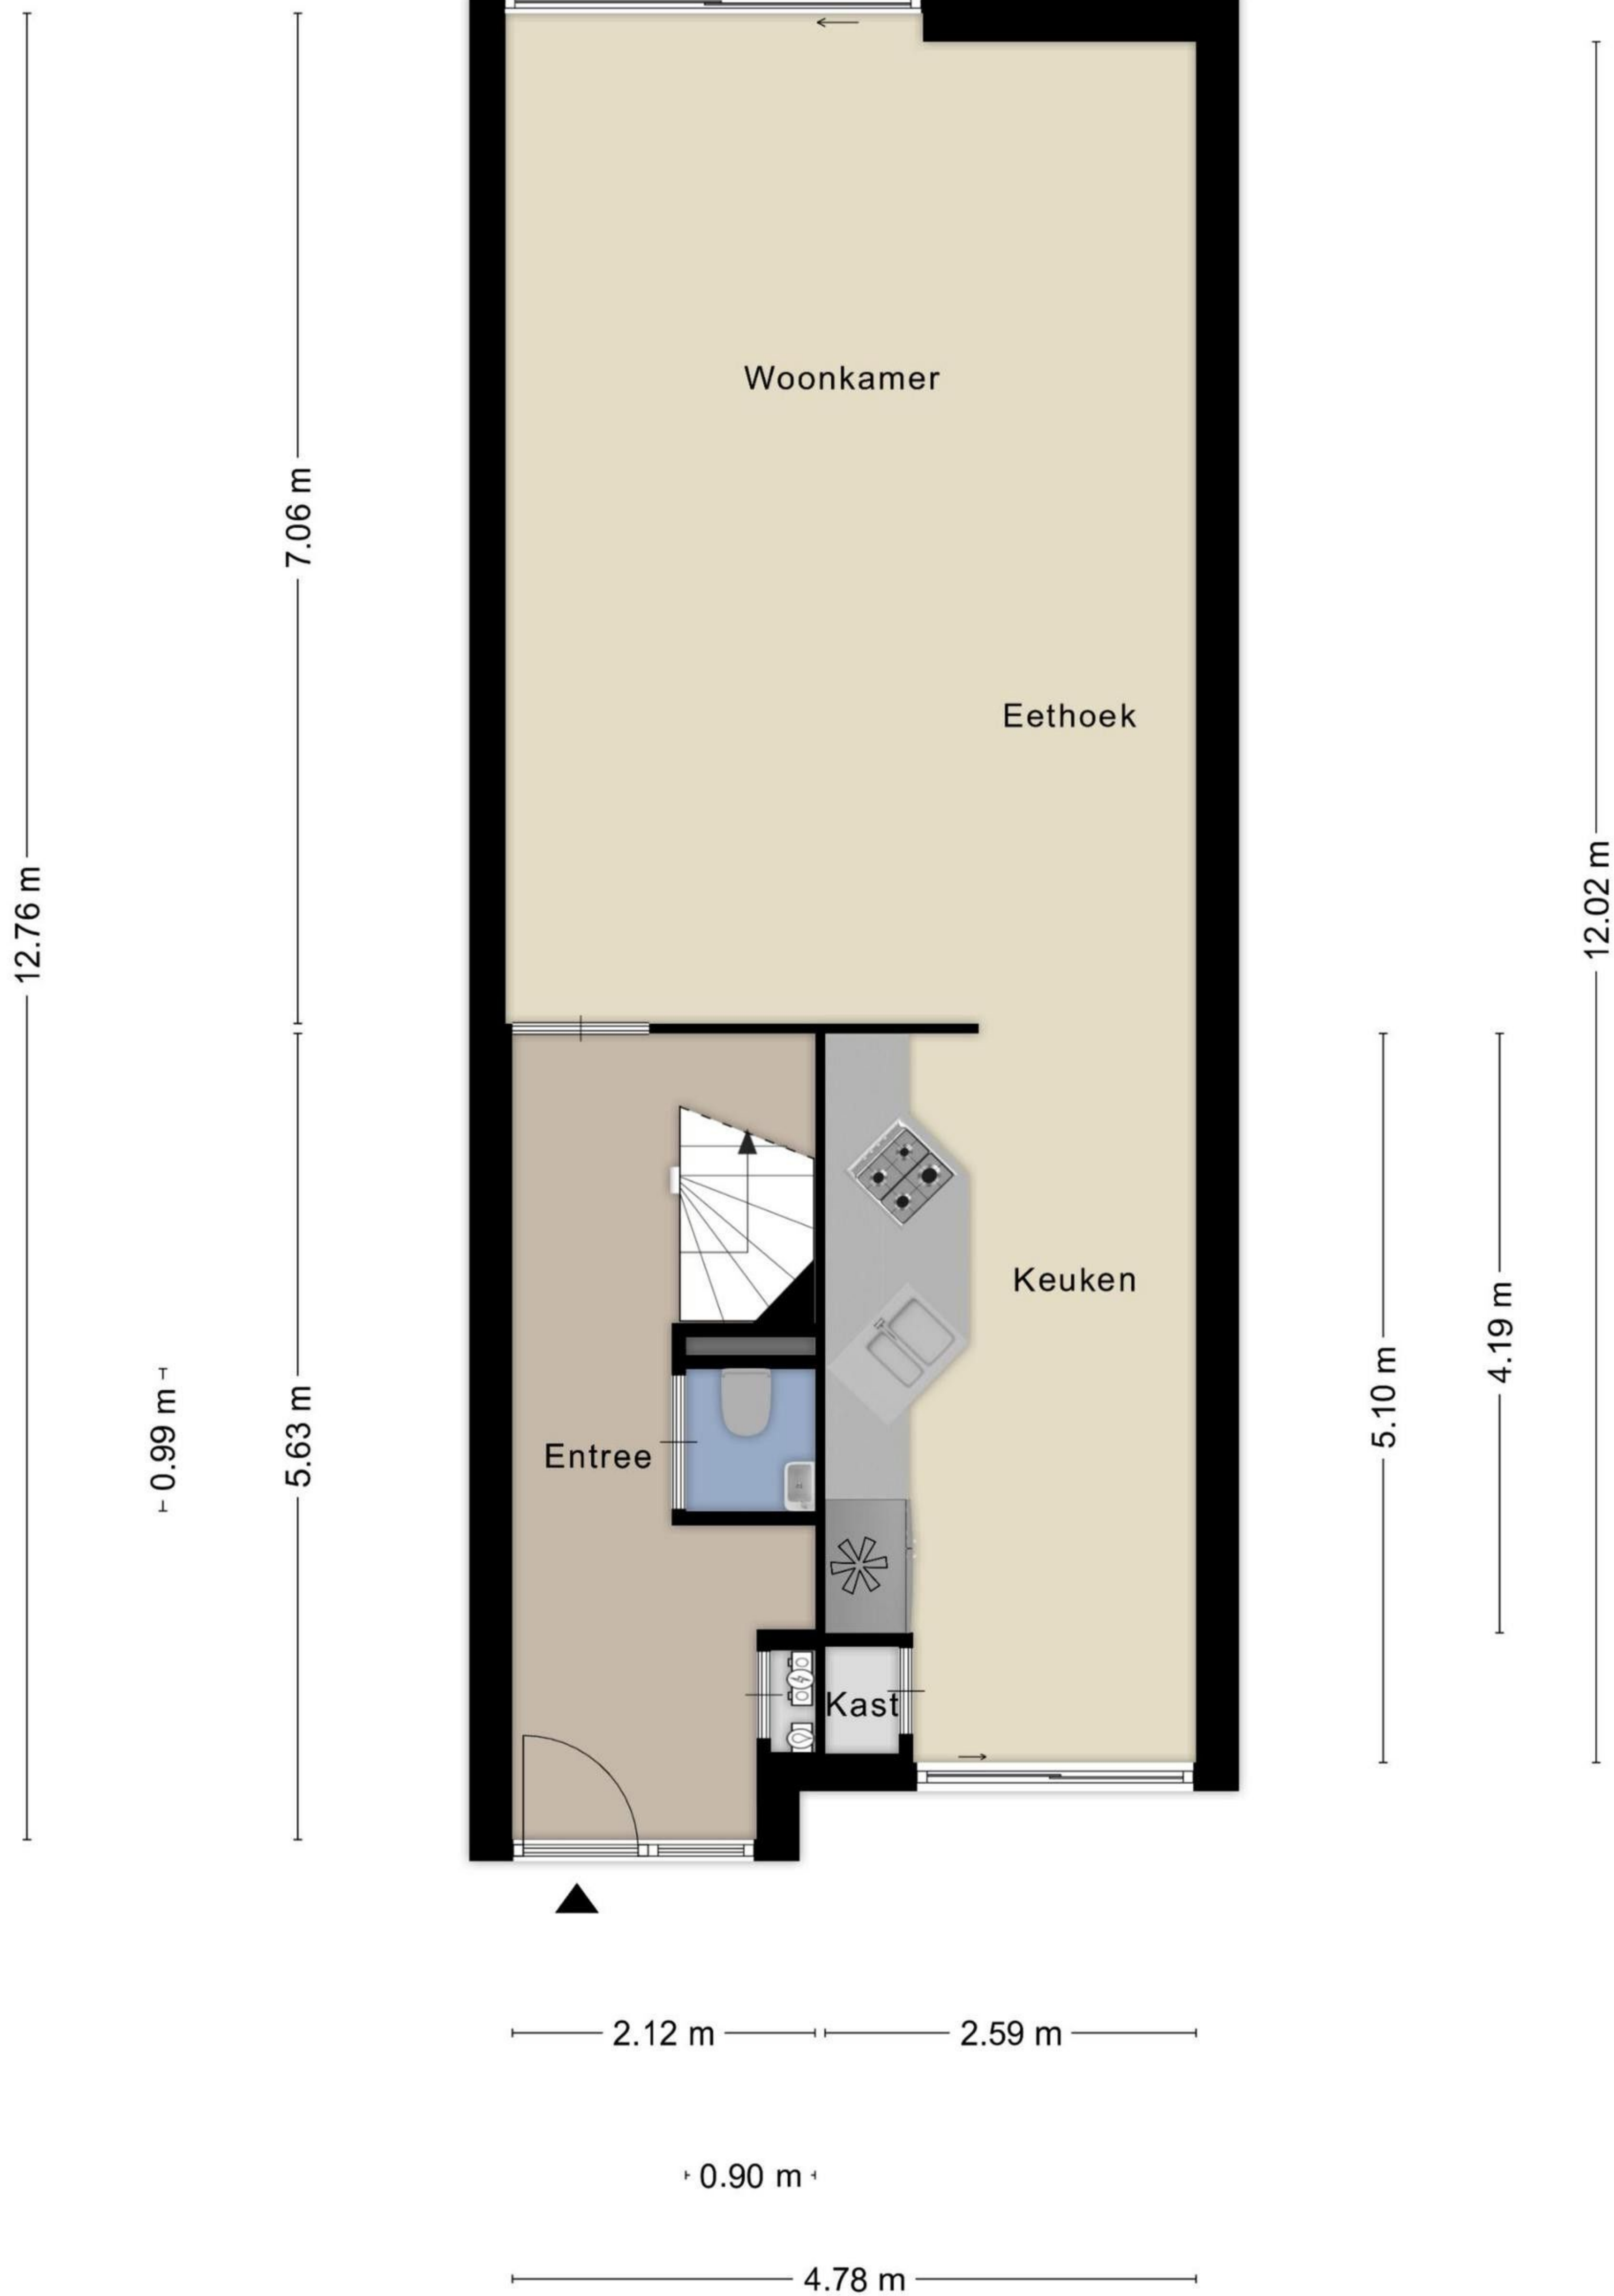 Woonkamer
7.06 m
Eethoek
12.76 m
12.02 m
Keuken
4.19 m
5.10 m
0.99 m
5.63 m
Entree
Kast
2.12 m
2.59 m
0.90 m
4.78 m